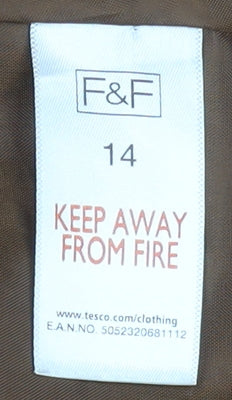 F&F
14
KEEP AWAY
FROM FIRE
www.tesco.com/clothing
E.A.N.NO 5052320681112